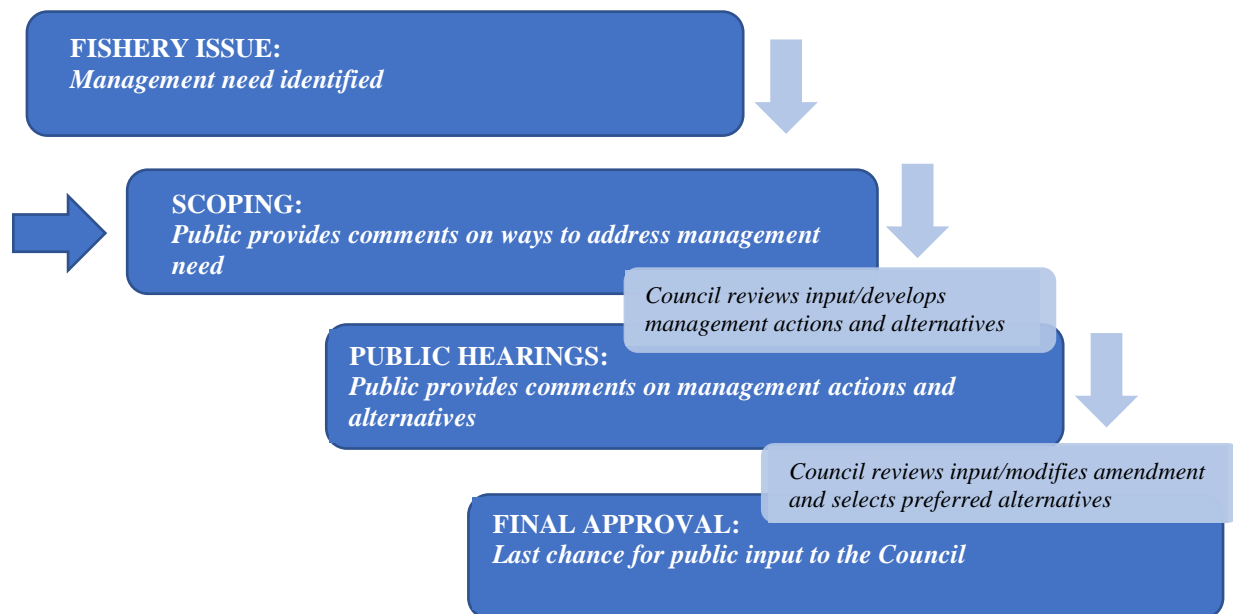 FISHERY ISSUE:
Management need identified
SCOPING:
Public provides comments on ways to address management
need
Council reviews input/develops
management actions and alternatives
PUBLIC HEARINGS:
Public provides comments on management actions and
alternatives
Council reviews input/modifies amendment
and selects preferred alternatives
FINAL APPROVAL:
Last chance for public input to the Council